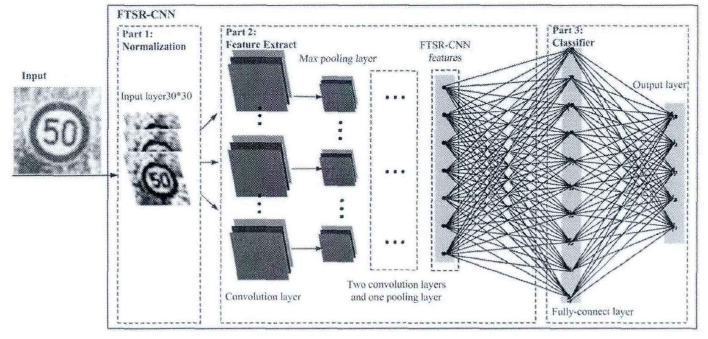 FTSR-CNN
Part 1:
Normalization
Part 2:
Feature Extract
Part 3:
Classifier
Input
Input layer30*30
Max pooling layer
FTSR-CNN
features
Output layer
50
50
Convolution layer
Two convolution layers
and one pooling layer
Fully-connect layer